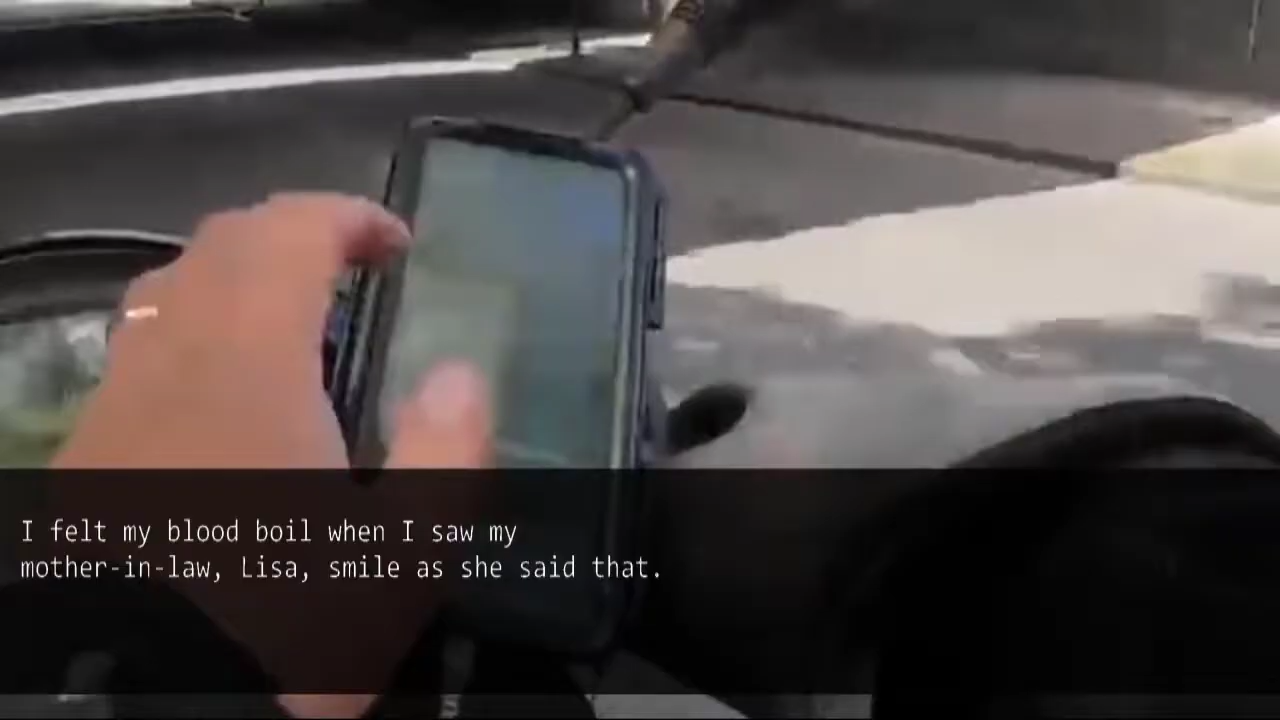 I felt my blood boil when I saw my
mother-in-law, Lisa, smile as she said that.